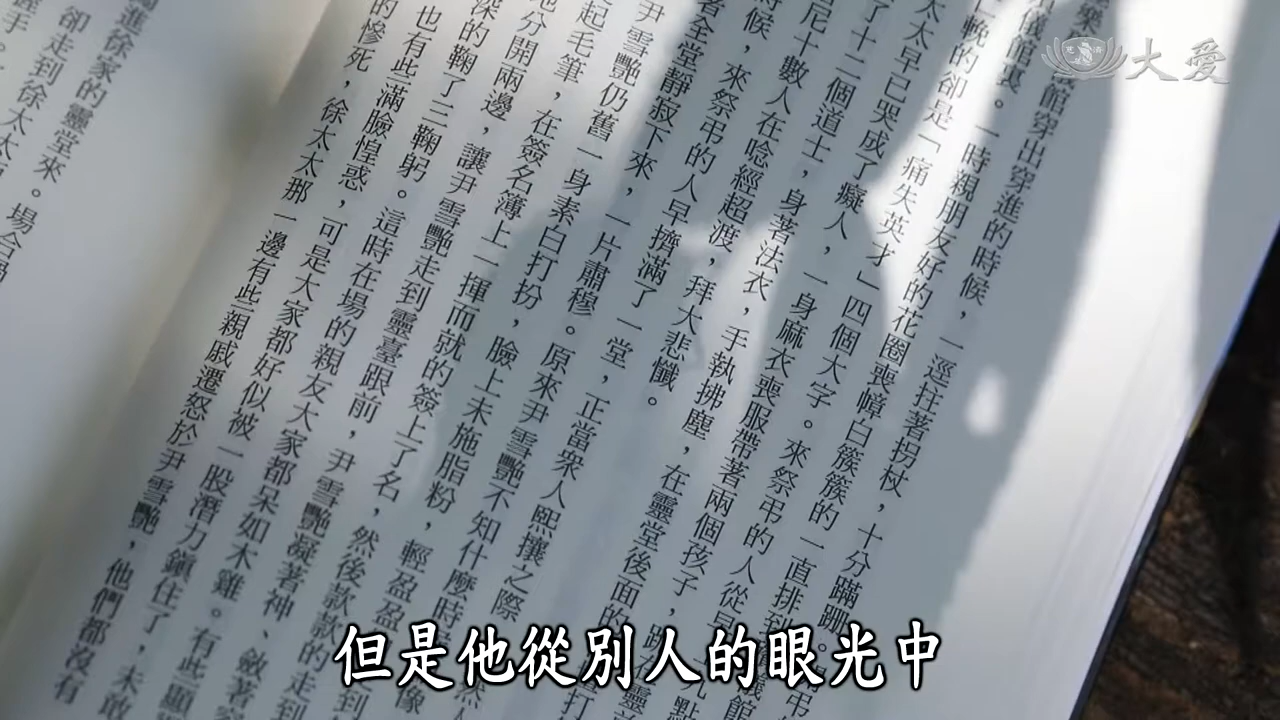 殯儀館裏。一時親朋友好的花圈喪幛白簇簇的一直排到
館穿出穿進的時候，一巡拄著拐杖，十分蹣跚。
晚的卻是「痛失英才」四個大字。來祭弔的人從早
太太早已哭成了癡人，一身麻衣喪服帶著兩個孩子，跪
了十二個道士，身著法衣，手執拂塵，在靈堂後面的
尼十數人在唸經超渡，拜大悲懺。
時候，來祭弔的人早擠滿了一堂，正當眾人熙攘之際
全堂靜寂下來，一片肅穆。原來尹雪艷不知什麼時
尹雪艷仍舊一身素白打扮，臉上未施脂粉，輕盈盈
起毛筆，在簽名簿上一揮而就的簽上了名，然後款款的
地分開兩邊，讓尹雪艷走到靈臺跟前，尹雪艷凝著神、斂著
深的鞠了三鞠躬。這時在場的親友大家都呆如木雞。有些顯
也有些滿臉惶惑，可是大家都好似被一股潛力鎮住了，未敢
的慘死，徐太太那一邊有些親戚遷怒於尹雪艷，他們都沒有
進徐家的靈堂來。場合
卻走到徐太太
握手。
大愛
但是他從別人的眼光中